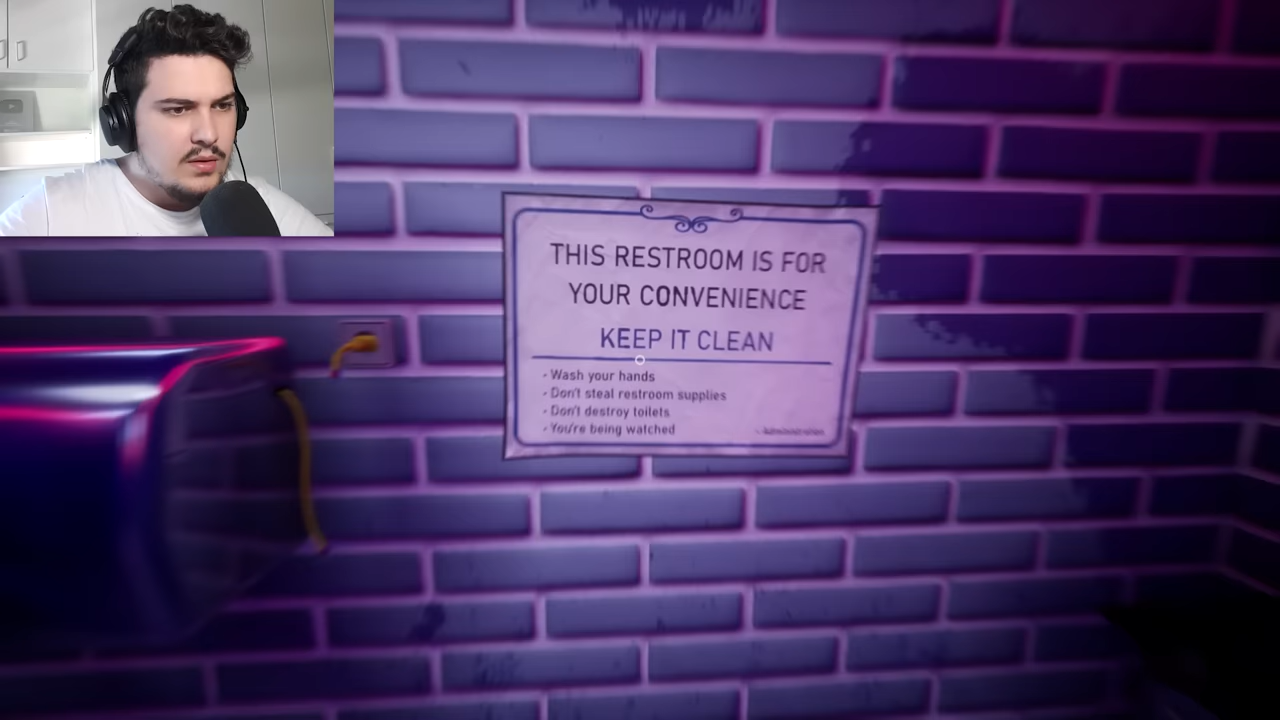 THIS RESTROOM IS FOR
YOUR CONVENIENCE
KEEP IT CLEAN
- Wash your hands
- Don't steal restroom supplies
- Don't destroy toilets
- You're being watched